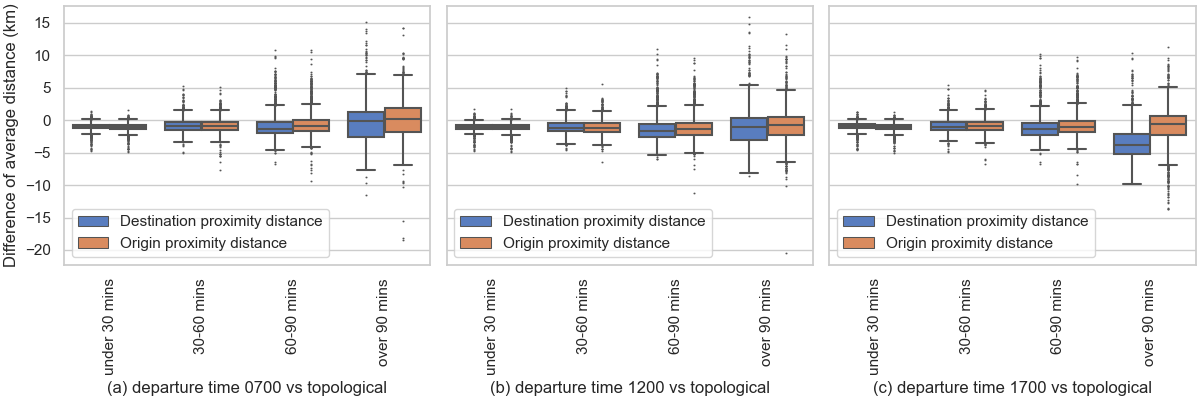 Difference of average distance (km)
15
10
5
0
−5
−10
−15
−20
Destination proximity distance
Origin proximity distance
under 30 mins
30-60 mins
60-90 mins
over 90 mins
(a) departure time 0700 vs topological
Destination proximity distance
Origin proximity distance
under 30 mins
30-60 mins
60-90 mins
over 90 mins
(b) departure time 1200 vs topological
Destination proximity distance
Origin proximity distance
under 30 mins
30-60 mins
60-90 mins
over 90 mins
(c) departure time 1700 vs topological